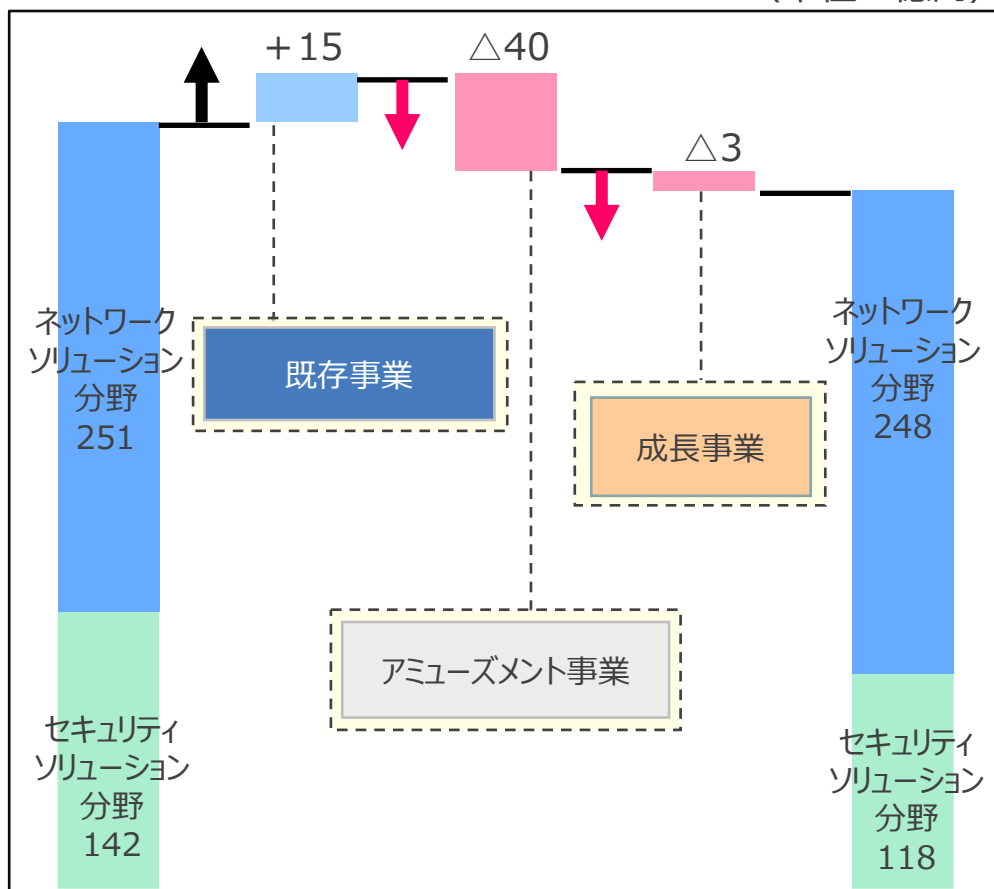 +15
△40
△3
ネットワーク
ソリューション
分野
251
セキュリティ
ソリューション
分野
142
既存事業
アミューズメント事業
成長事業
ネットワーク
ソリューション
分野
248
セキュリティ
ソリューション
分野
118